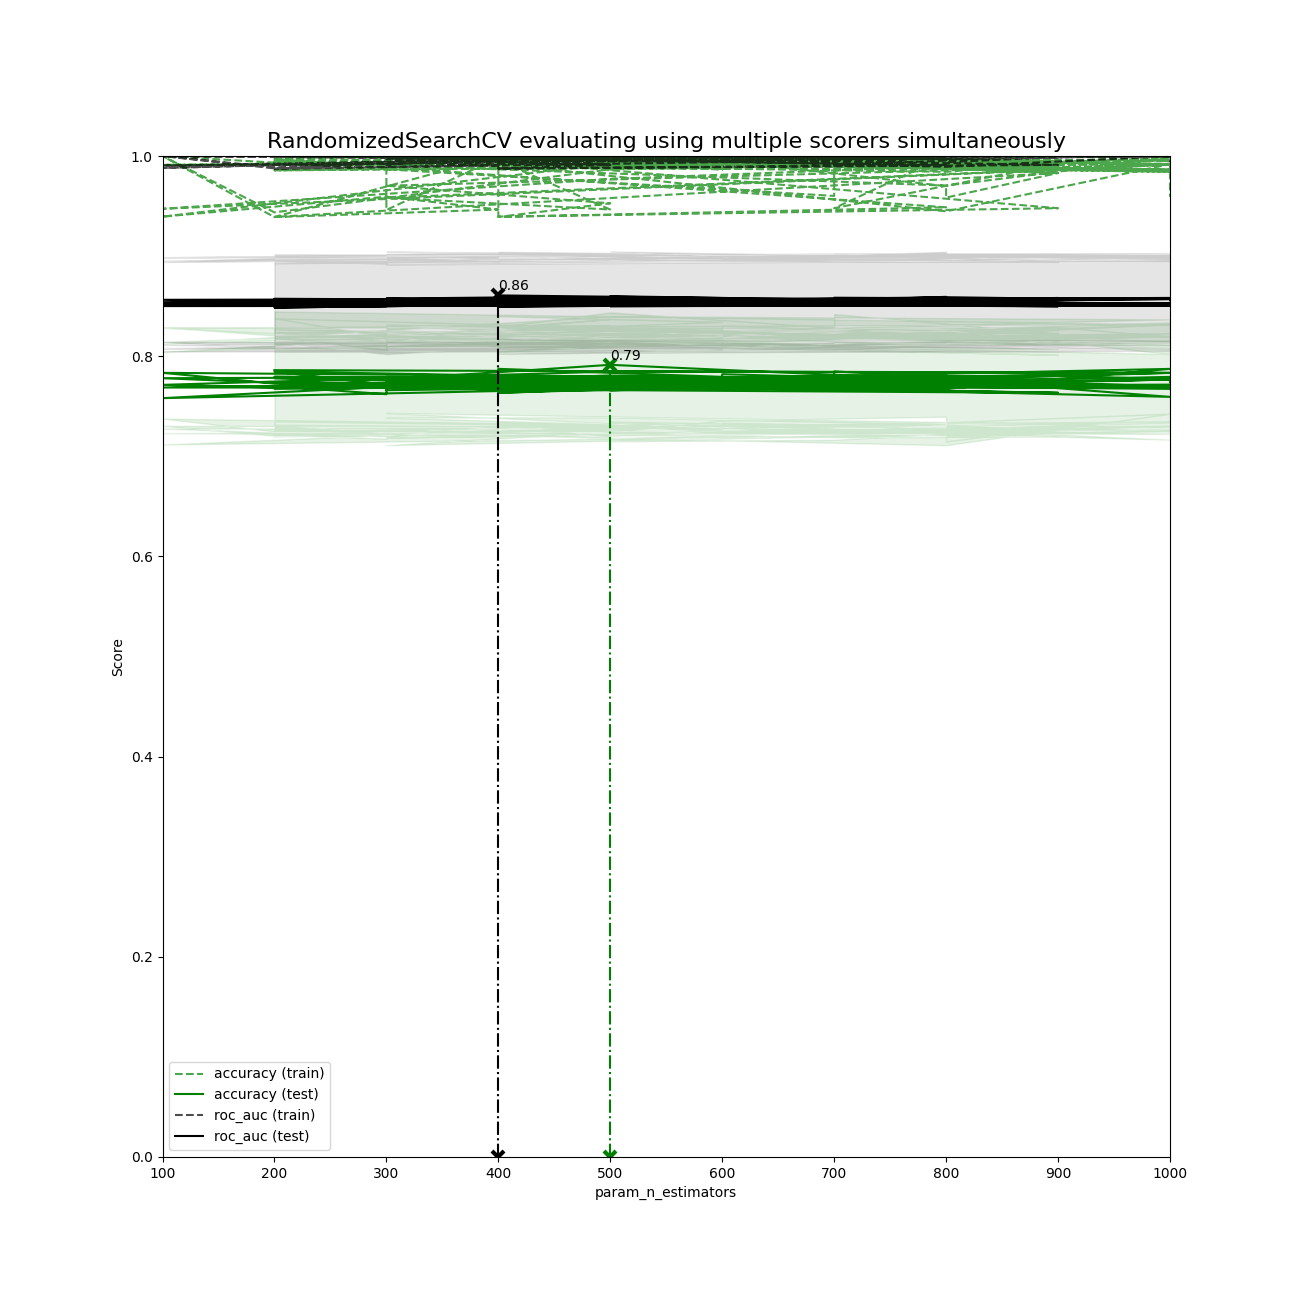 RandomizedSearchCV evaluating using multiple scorers simultaneously
1.0
0.86
0.8
0.79
0.6
Score
0.4
0.2
accuracy (train)
accuracy (test)
roc_auc (train)
roc_auc (test)
0.0
100 200 300 400 500 600 700 800 900 1000
param_n_estimators